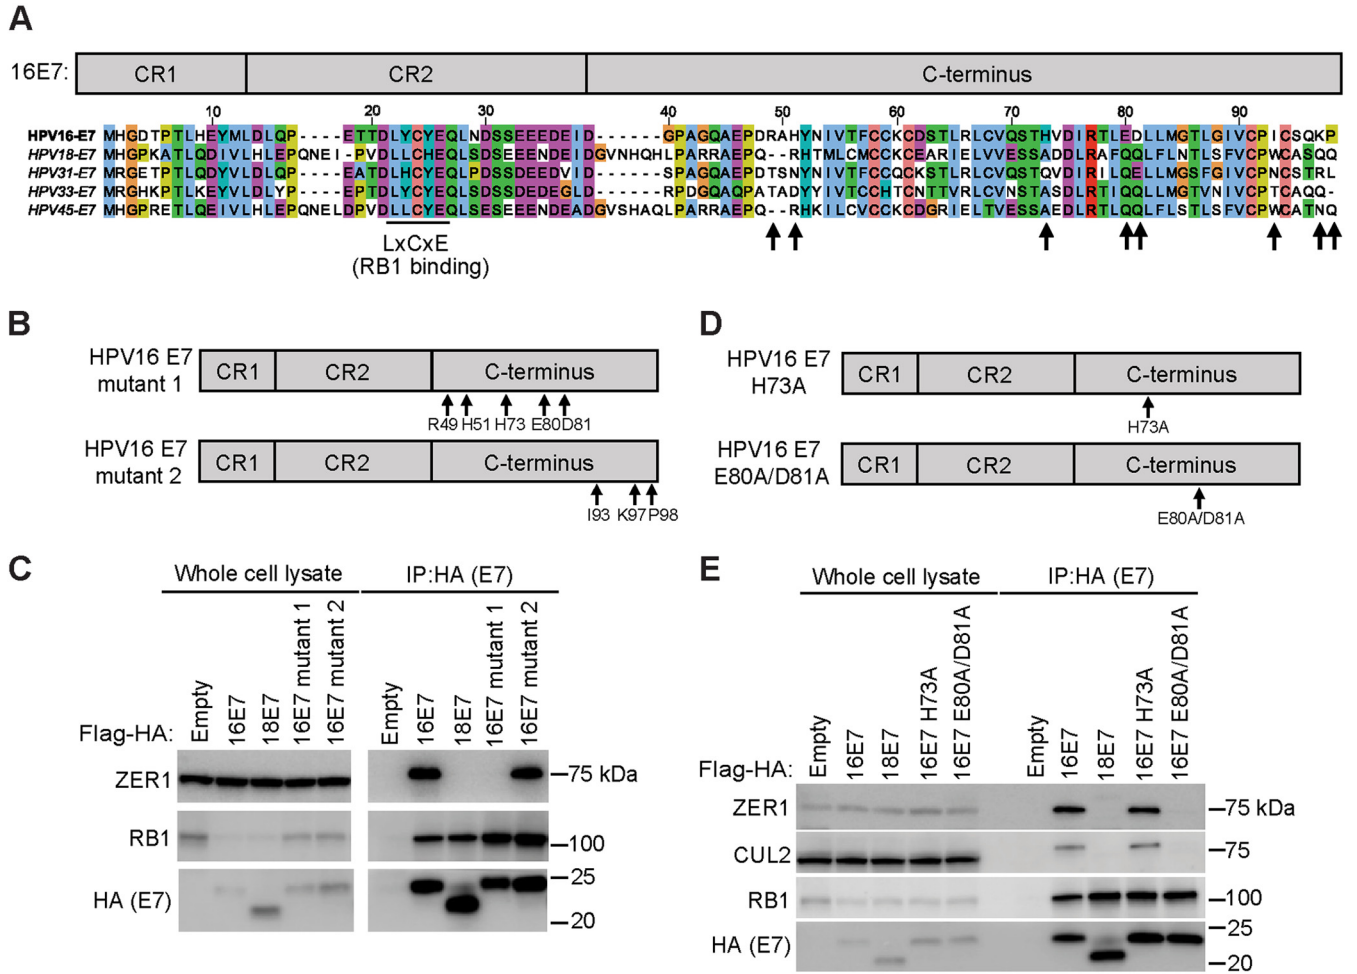 A
16E7: CR1 CR2 C-terminus
10 20 30 40 50 60 70 80 90
HPV16-E7 MHGDTPTLHEYMLDLQP----ETTDLYCYEQLNDSSEEEDEID------GPAGQAEPDRAHYNIVTFCCKCDSTLRLCVQSTHVDIRTLEDLLMGTLGIVCPICSQKP
HPV18-E7 MHGPKATLQDIVLHLEPQNEI-PVDLLCHEQLSDSEEENDEIDGVNHQHLPARRAEPQ--RHTMLCMCCKCEARIELVVESSADDLRAFQQLFLNTLSFVCPWCASQQ
HPV31-E7 MRGETPTLQDYVLDLQP----EATDLHCYEQLPDSSDEEDVID------SPAGQAEPDTSNYNIVTFCCQCKSTLRLCVQSTQVDIRILQELLMGSFGIVCPNCSTRL
HPV33-E7 MRGHKPTLKEYVLDLYP----EPTDLYCYEQLSDSSDEDEGLD------RPDGQAQPATADYYIVTCCHTCNTTVRLCVNSTASDLRTIQQLLMGTVNIVCPTCAQQ-
HPV45-E7 MHGPRETLQEIVLHLEPQNELDPVDLLCYEQLSESEEENDEADGVSHAQLPARRAEPQ--RHKILCVCCKCDGRIELTVESSAEDLRTLQQLFLSTLSFVCPWCATNQ
LxCxE
(RB1 binding)
B
HPV16 E7
mutant 1
CR1 CR2 C-terminus
R49 H51 H73 E80 D81
HPV16 E7
mutant 2
CR1 CR2 C-terminus
I93 K97 P98
D
HPV16 E7
H73A
CR1 CR2 C-terminus
H73A
HPV16 E7
E80A/D81A
CR1 CR2 C-terminus
E80A/D81A
C
Whole cell lysate IP:HA (E7)
Flag-HA: Empty 16E7 18E7 16E7 mutant 1 16E7 mutant 2 Empty 16E7 18E7 16E7 mutant 1 16E7 mutant 2
ZER1 75 kDa
RB1 100
HA (E7) 25
20
E
Whole cell lysate IP:HA (E7)
Flag-HA: Empty 16E7 18E7 16E7 H73A 16E7 E80A/D81A Empty 16E7 18E7 16E7 H73A 16E7 E80A/D81A
ZER1 75 kDa
CUL2 75
RB1 100
HA (E7) 25
20